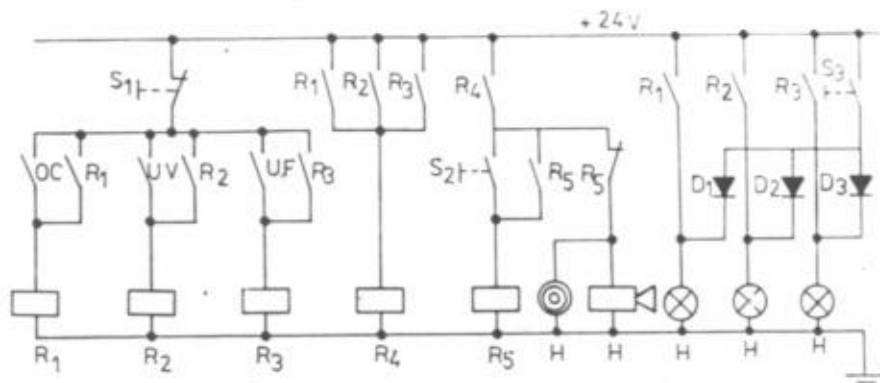 + 24V
S1
R1
R2
R3
R4
R1
R2
R3
S3
OC
R1
UV
R2
UF
R3
S2
R5
R5
D1
D2
D3
R1
R2
R3
R4
R5
H
H
H
H
H